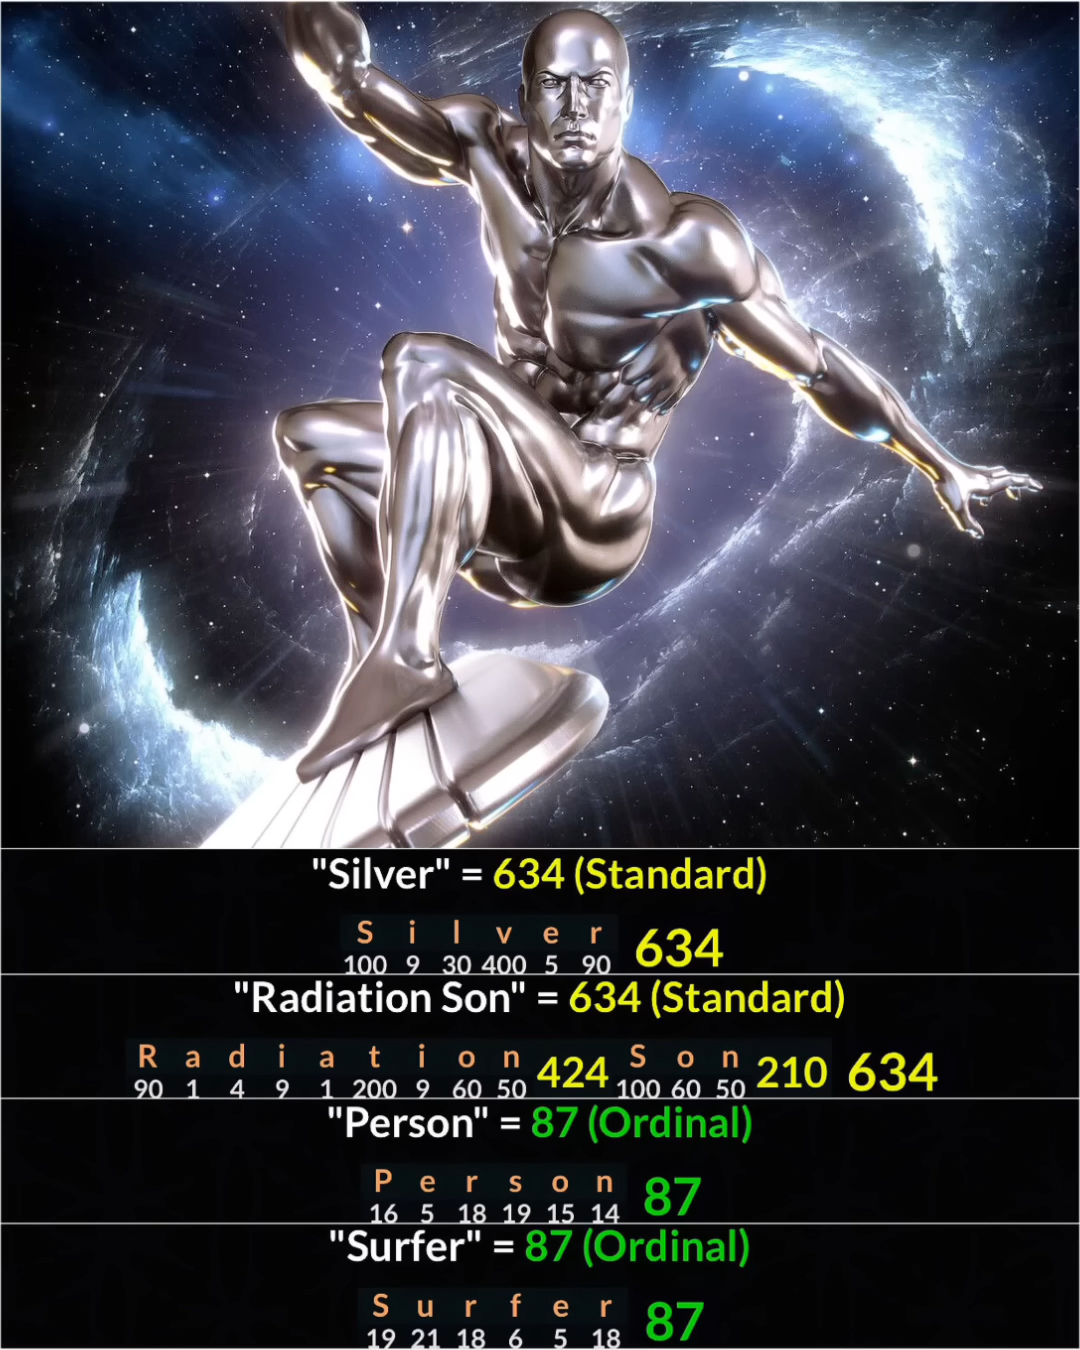 "Silver" = 634 (Standard)
S i l v e r 634
100 9 30 400 5 90
"Radiation Son" = 634 (Standard)
R a d i a t i o n 424 S o n 210 634
90 1 4 9 1 200 9 60 50 100 60 50
"Person" = 87 (Ordinal)
P e r s o n 87
16 5 18 19 15 14
"Surfer" = 87 (Ordinal)
S u r f e r 87
19 21 18 6 5 18